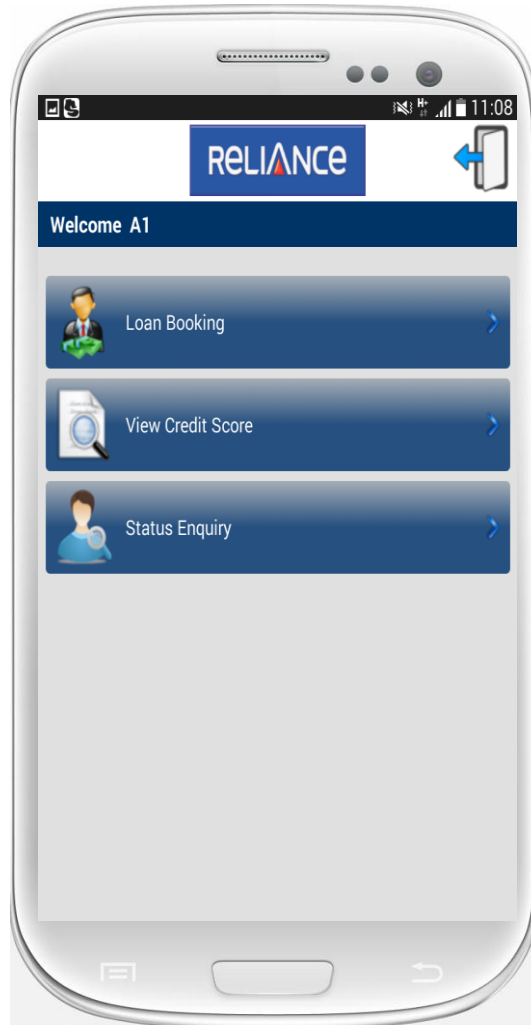 H+
11:08
RELIANCE
Welcome A1
Loan Booking
View Credit Score
Status Enquiry